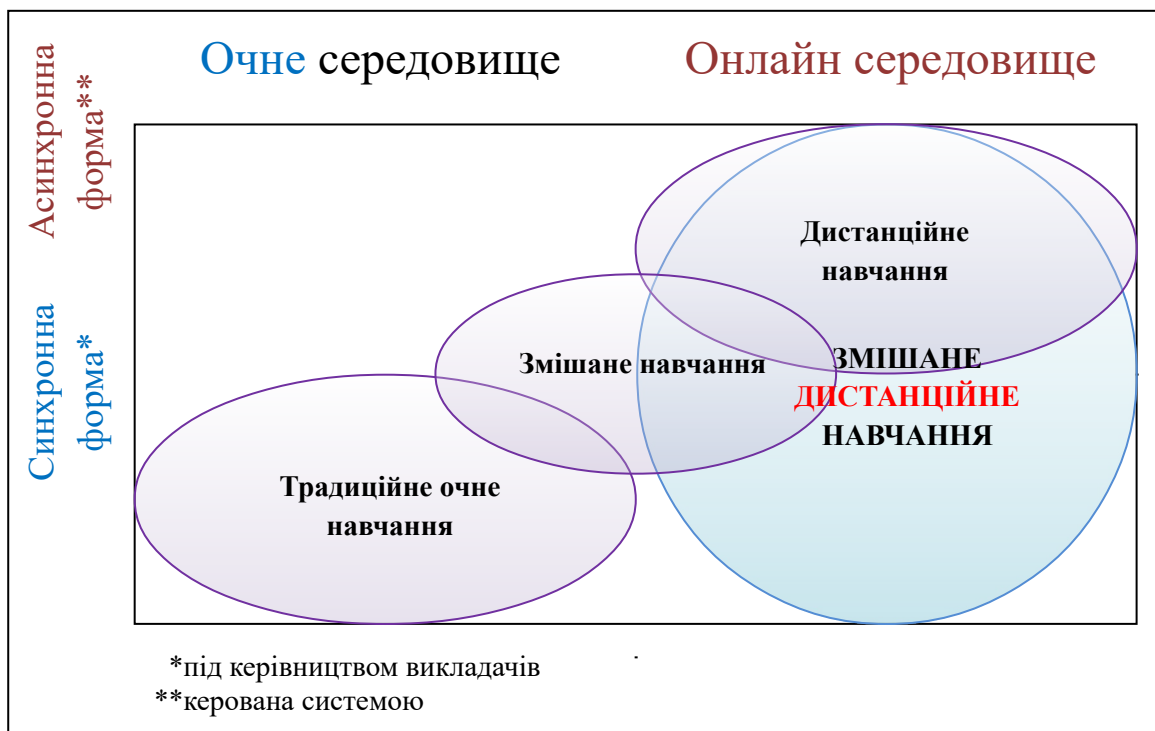 Очне середовище
Онлайн середовище
Асинхронна
форма**
Синхронна
форма*
Дистанційне
навчання
Змішане навчання
ЗМІШАНЕ
ДИСТАНЦІЙНЕ
НАВЧАННЯ
Традиційне очне
навчання
*під керівництвом викладачів
**керована системою